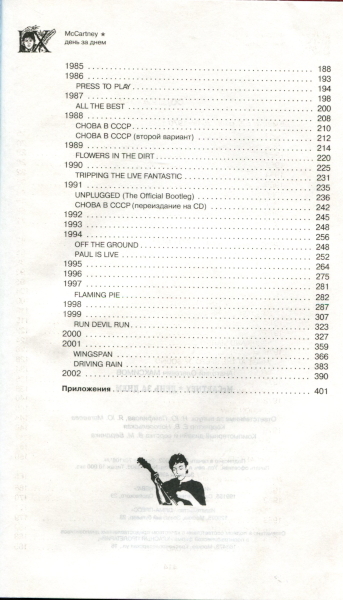 McCartney ★
день за днем
1985 188
1986 193
PRESS TO PLAY 194
1987 198
ALL THE BEST 200
1988 208
СНОВА В СССР 210
СНОВА В СССР (второй вариант) 212
1989 214
FLOWERS IN THE DIRT 220
1990 225
TRIPPING THE LIVE FANTASTIC 231
1991 235
UNPLUGGED (The Official Bootleg) 236
СНОВА В СССР (переиздание на CD) 242
1992 245
1993 248
1994 256
OFF THE GROUND 248
PAUL IS LIVE 252
1995 264
1996 275
1997 281
FLAMING PIE 282
1998 287
1999 307
RUN DEVIL RUN 323
2000 327
2001 359
WINGSPAN 366
DRIVING RAIN 383
2002 390
Приложения 401